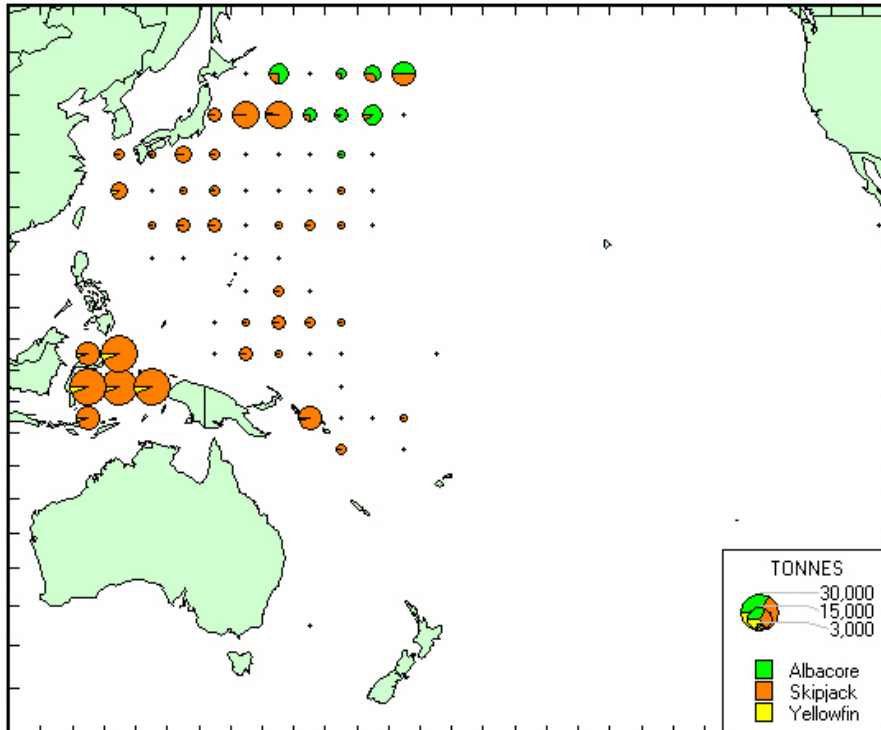 TONNES
30,000
15,000
3,000
Albacore
Skipjack
Yellowfin